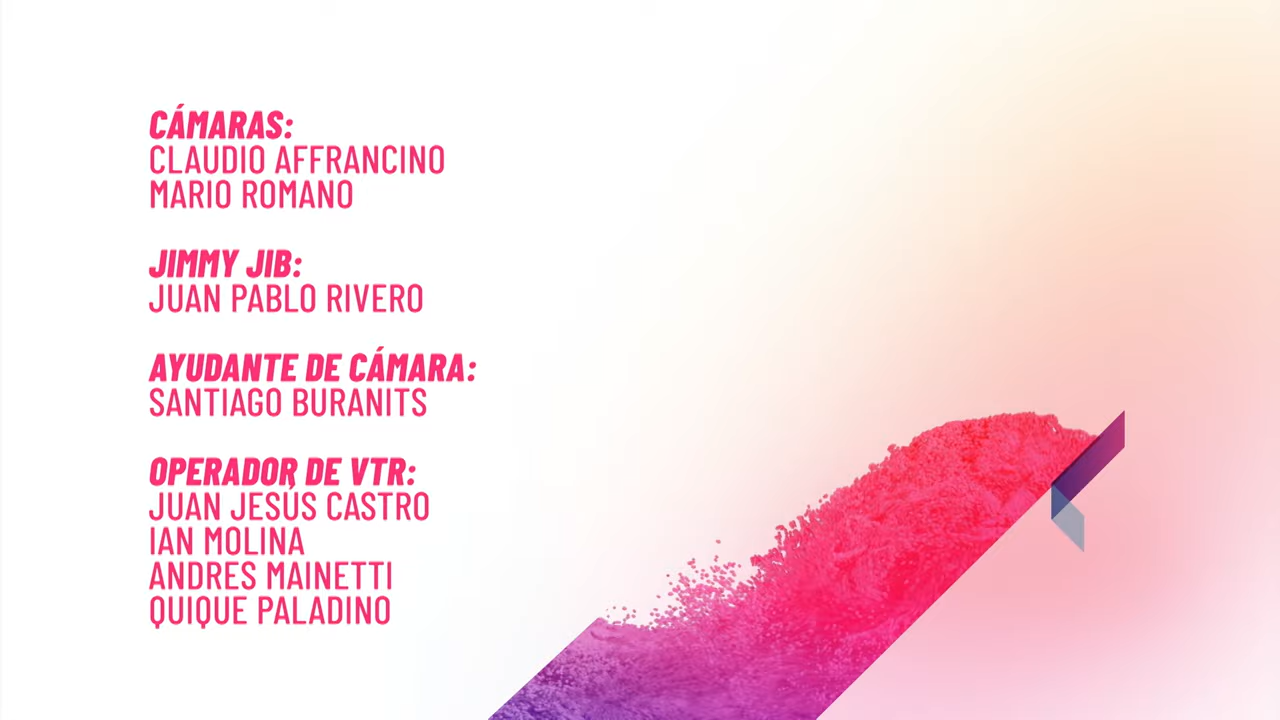 CÁMARAS:
CLAUDIO AFFRANCINO
MARIO ROMANO
JIMMY JIB:
JUAN PABLO RIVERO
AYUDANTE DE CÁMARA:
SANTIAGO BURANITS
OPERADOR DE VTR:
JUAN JESÚS CASTRO
IAN MOLINA
ANDRES MAINETTI
QUIQUE PALADINO